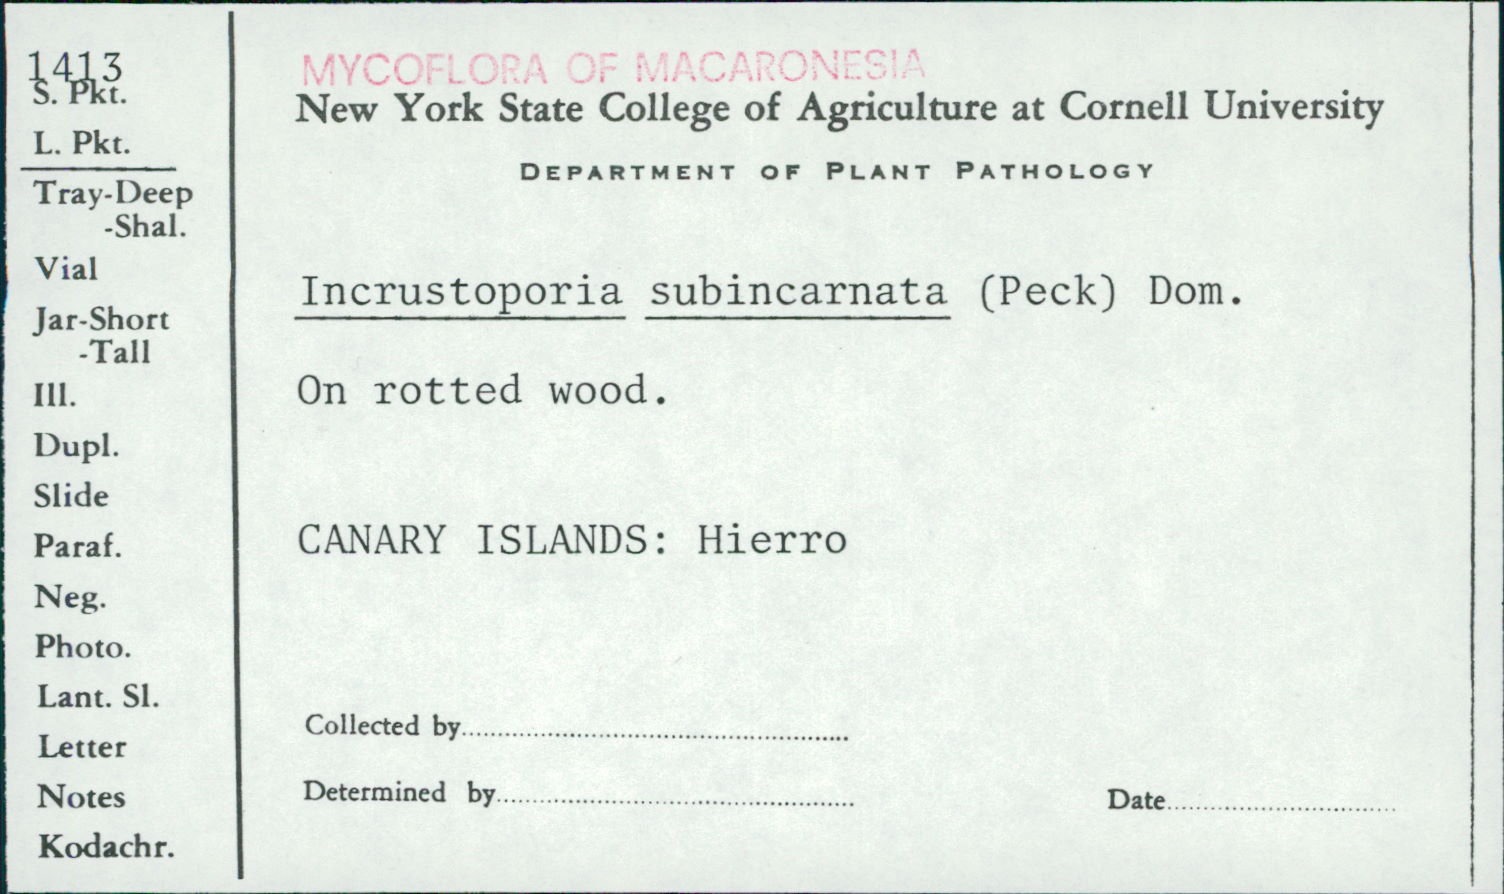 1413
S. Pkt.
L. Pkt.
Tray-Deep
-Shal.
Vial
Jar-Short
-Tall
Ill.
Dupl.
Slide
Paraf.
Neg.
Photo.
Lant. Sl.
Letter
Notes
Kodachr.
MYCOFLORA OF MACARONESIA
New York State College of Agriculture at Cornell University
DEPARTMENT OF PLANT PATHOLOGY
Incrustoporia subincarnata (Peck) Dom.
On rotted wood.
CANARY ISLANDS: Hierro
Collected by
Determined by
Date